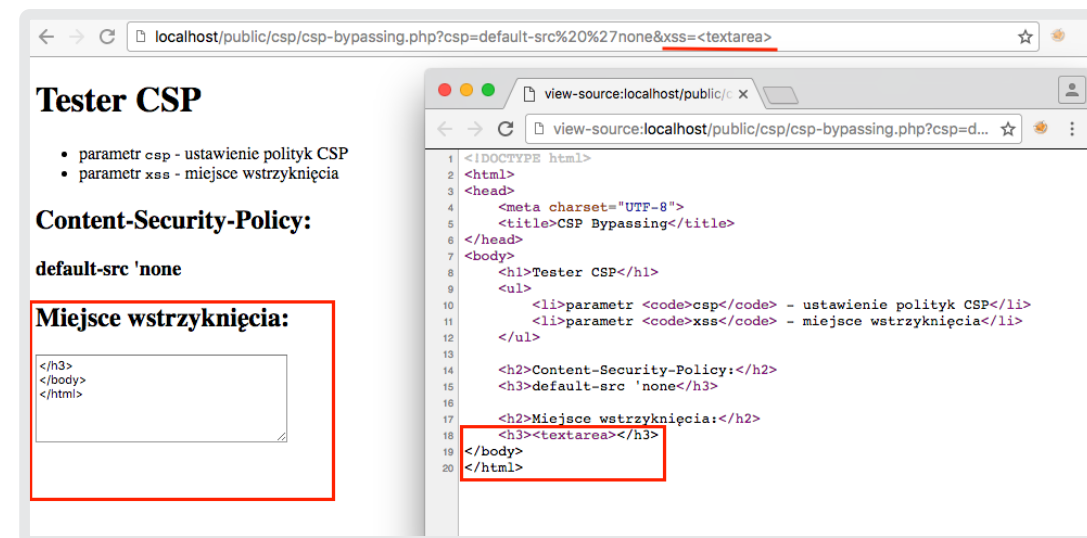 localhost/public/csp/csp-bypassing.php?csp=default-src%20%27none&xss=<textarea>
Tester CSP
• parametr csp - ustawienie polityk CSP
• parametr xss - miejsce wstrzyknięcia
Content-Security-Policy:
default-src 'none
Miejsce wstrzyknięcia:
</h3>
</body>
</html>
view-source:localhost/public/c
view-source:localhost/public/csp/csp-bypassing.php?csp=d...
1 <!DOCTYPE html>
2 <html>
3 <head>
4 <meta charset="UTF-8">
5 <title>CSP Bypassing</title>
6 </head>
7 <body>
8 <h1>Tester CSP</h1>
9 <ul>
10 <li>parametr <code>csp</code> - ustawienie polityk CSP</li>
11 <li>parametr <code>xss</code> - miejsce wstrzyknięcia</li>
12 </ul>
13
14 <h2>Content-Security-Policy:</h2>
15 <h3>default-src 'none</h3>
16
17 <h2>Miejsce wstrzyknięcia:</h2>
18 <h3><textarea></h3>
19 </body>
20 </html>